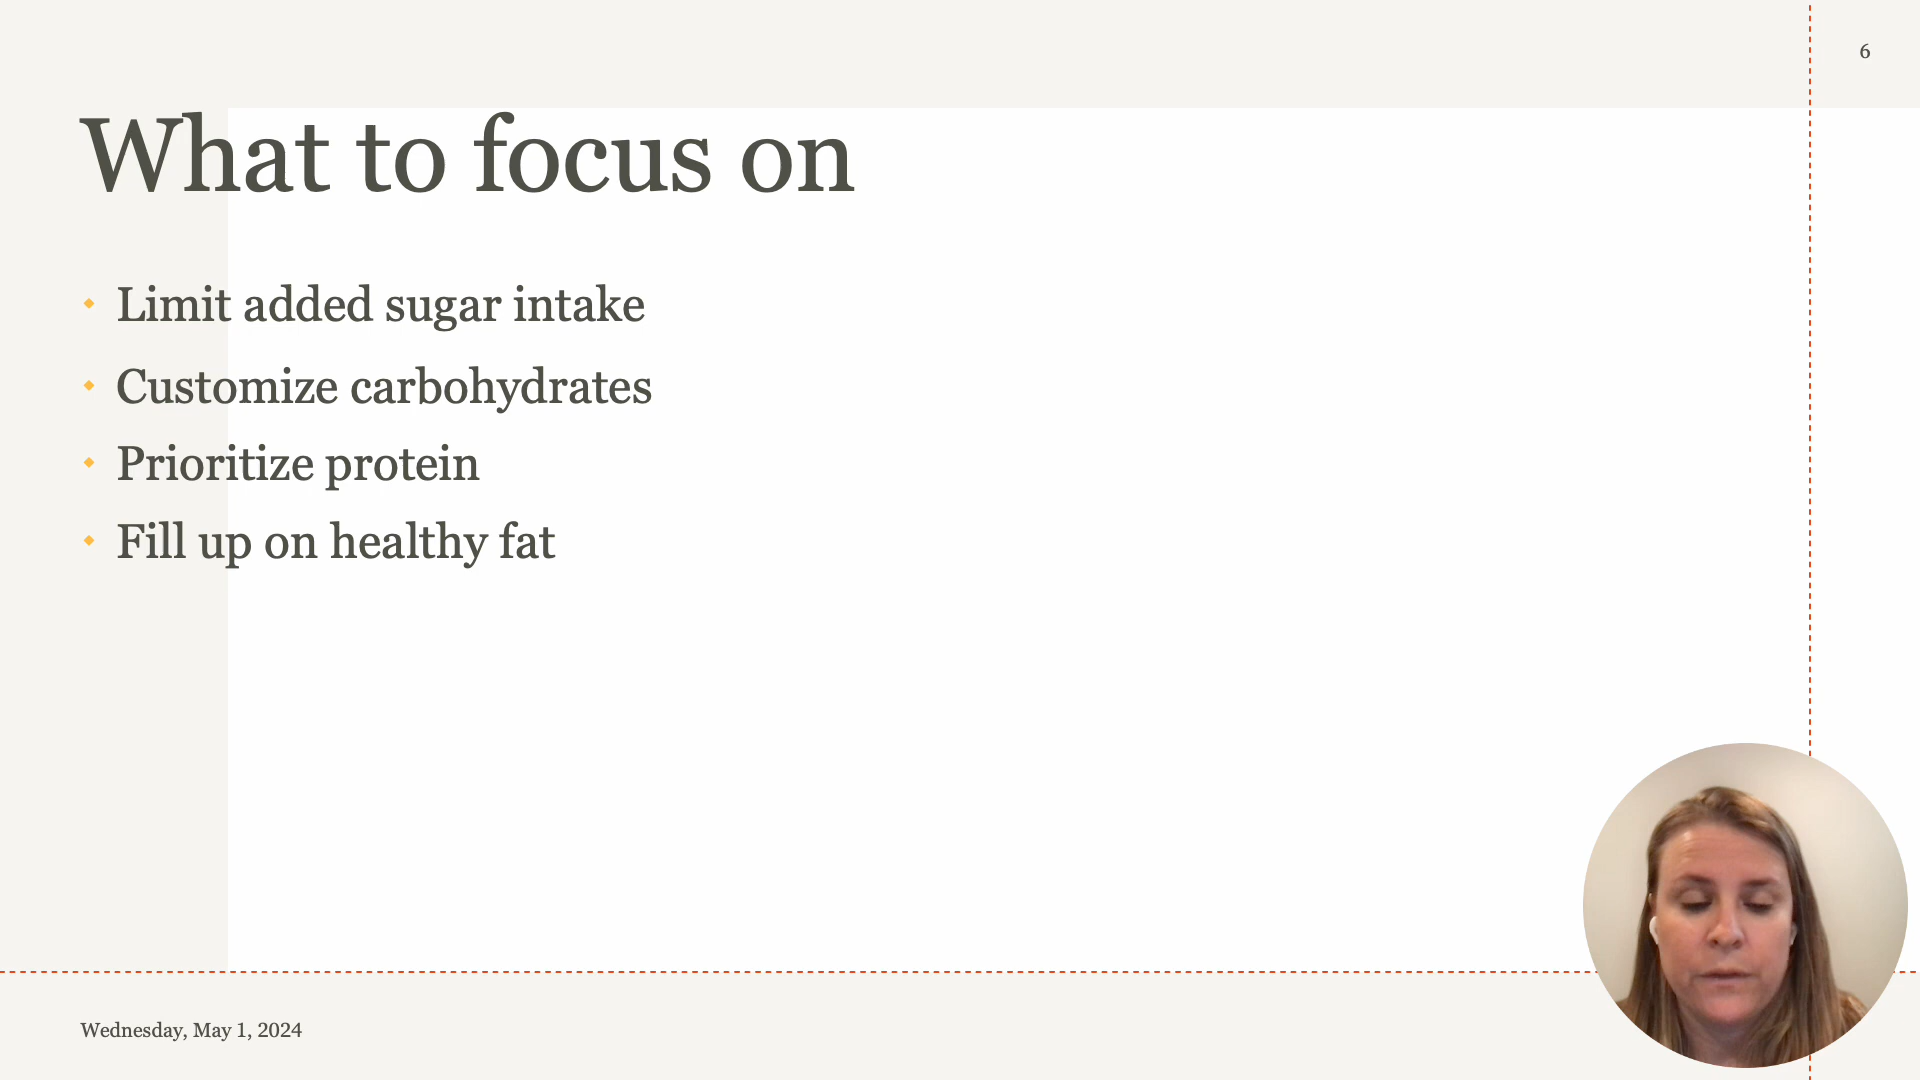 6
What to focus on
Limit added sugar intake
Customize carbohydrates
Prioritize protein
Fill up on healthy fat
Wednesday, May 1, 2024